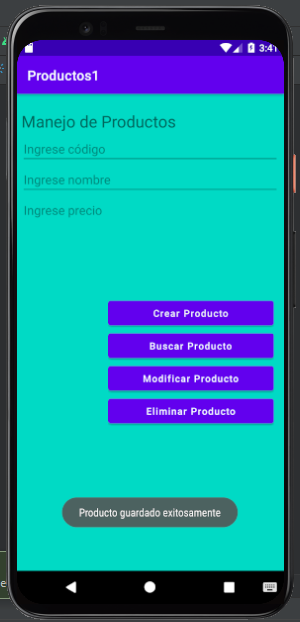 3:41
Productos1
Manejo de Productos
Ingrese código
Ingrese nombre
Ingrese precio
Crear Producto
Buscar Producto
Modificar Producto
Eliminar Producto
Producto guardado exitosamente